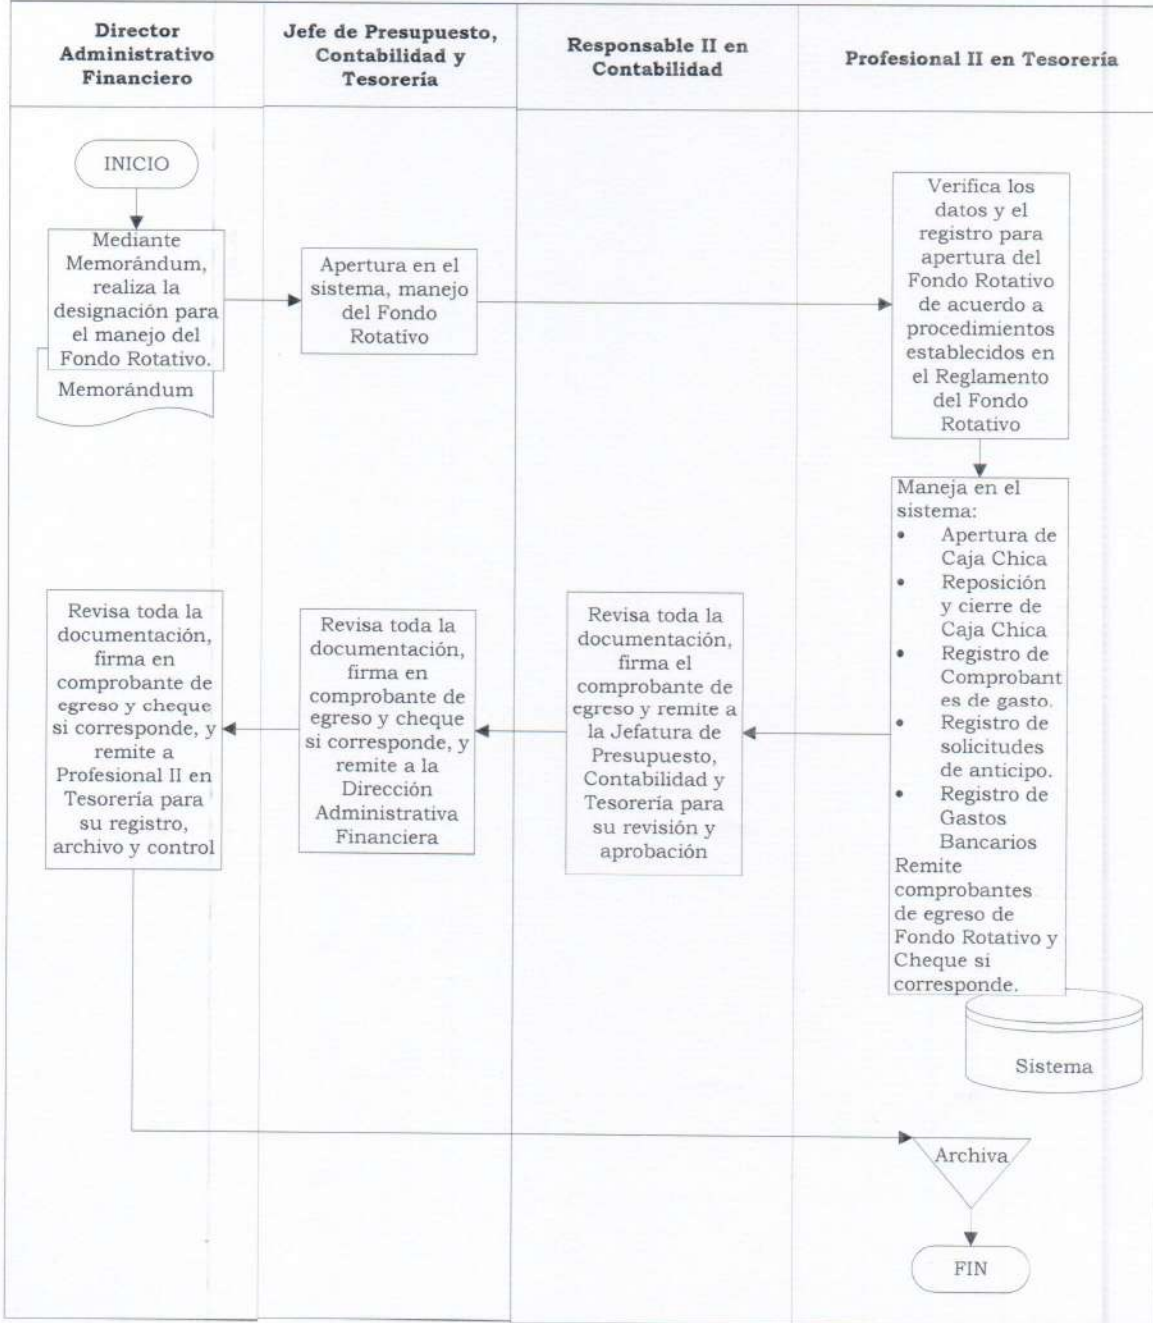 Director
Administrativo
Financiero
Jefe de Presupuesto,
Contabilidad y
Tesorería
Responsable II en
Contabilidad
Profesional II en Tesorería
INICIO
Mediante
Memorándum,
realiza la
designación para
el manejo del
Fondo Rotativo.
Memorándum
Apertura en el
sistema, manejo
del Fondo
Rotativo
Verifica los
datos y el
registro para
apertura del
Fondo Rotativo
de acuerdo a
procedimientos
establecidos en
el Reglamento
del Fondo
Rotativo
Maneja en el
sistema:
• Apertura de
Caja Chica
• Reposición
y cierre de
Caja Chica
• Registro de
Comprobant
es de gasto.
• Registro de
solicitudes
de anticipo.
• Registro de
Gastos
Bancarios
Remite
comprobantes
de egreso de
Fondo Rotativo y
Cheque si
corresponde.
Sistema
Revisa toda la
documentación,
firma el
comprobante de
egreso y remite a
la Jefatura de
Presupuesto,
Contabilidad y
Tesorería para
su revisión y
aprobación
Revisa toda la
documentación,
firma en
comprobante de
egreso y cheque
si corresponde, y
remite a la
Dirección
Administrativa
Financiera
Revisa toda la
documentación,
firma en
comprobante de
egreso y cheque
si corresponde, y
remite a
Profesional II en
Tesorería para
su registro,
archivo y control
Archiva
FIN